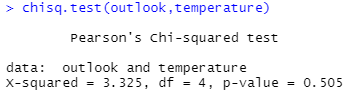 > chisq.test(outlook,temperature)
Pearson's Chi-squared test
data:  outlook and temperature
X-squared = 3.325, df = 4, p-value = 0.505